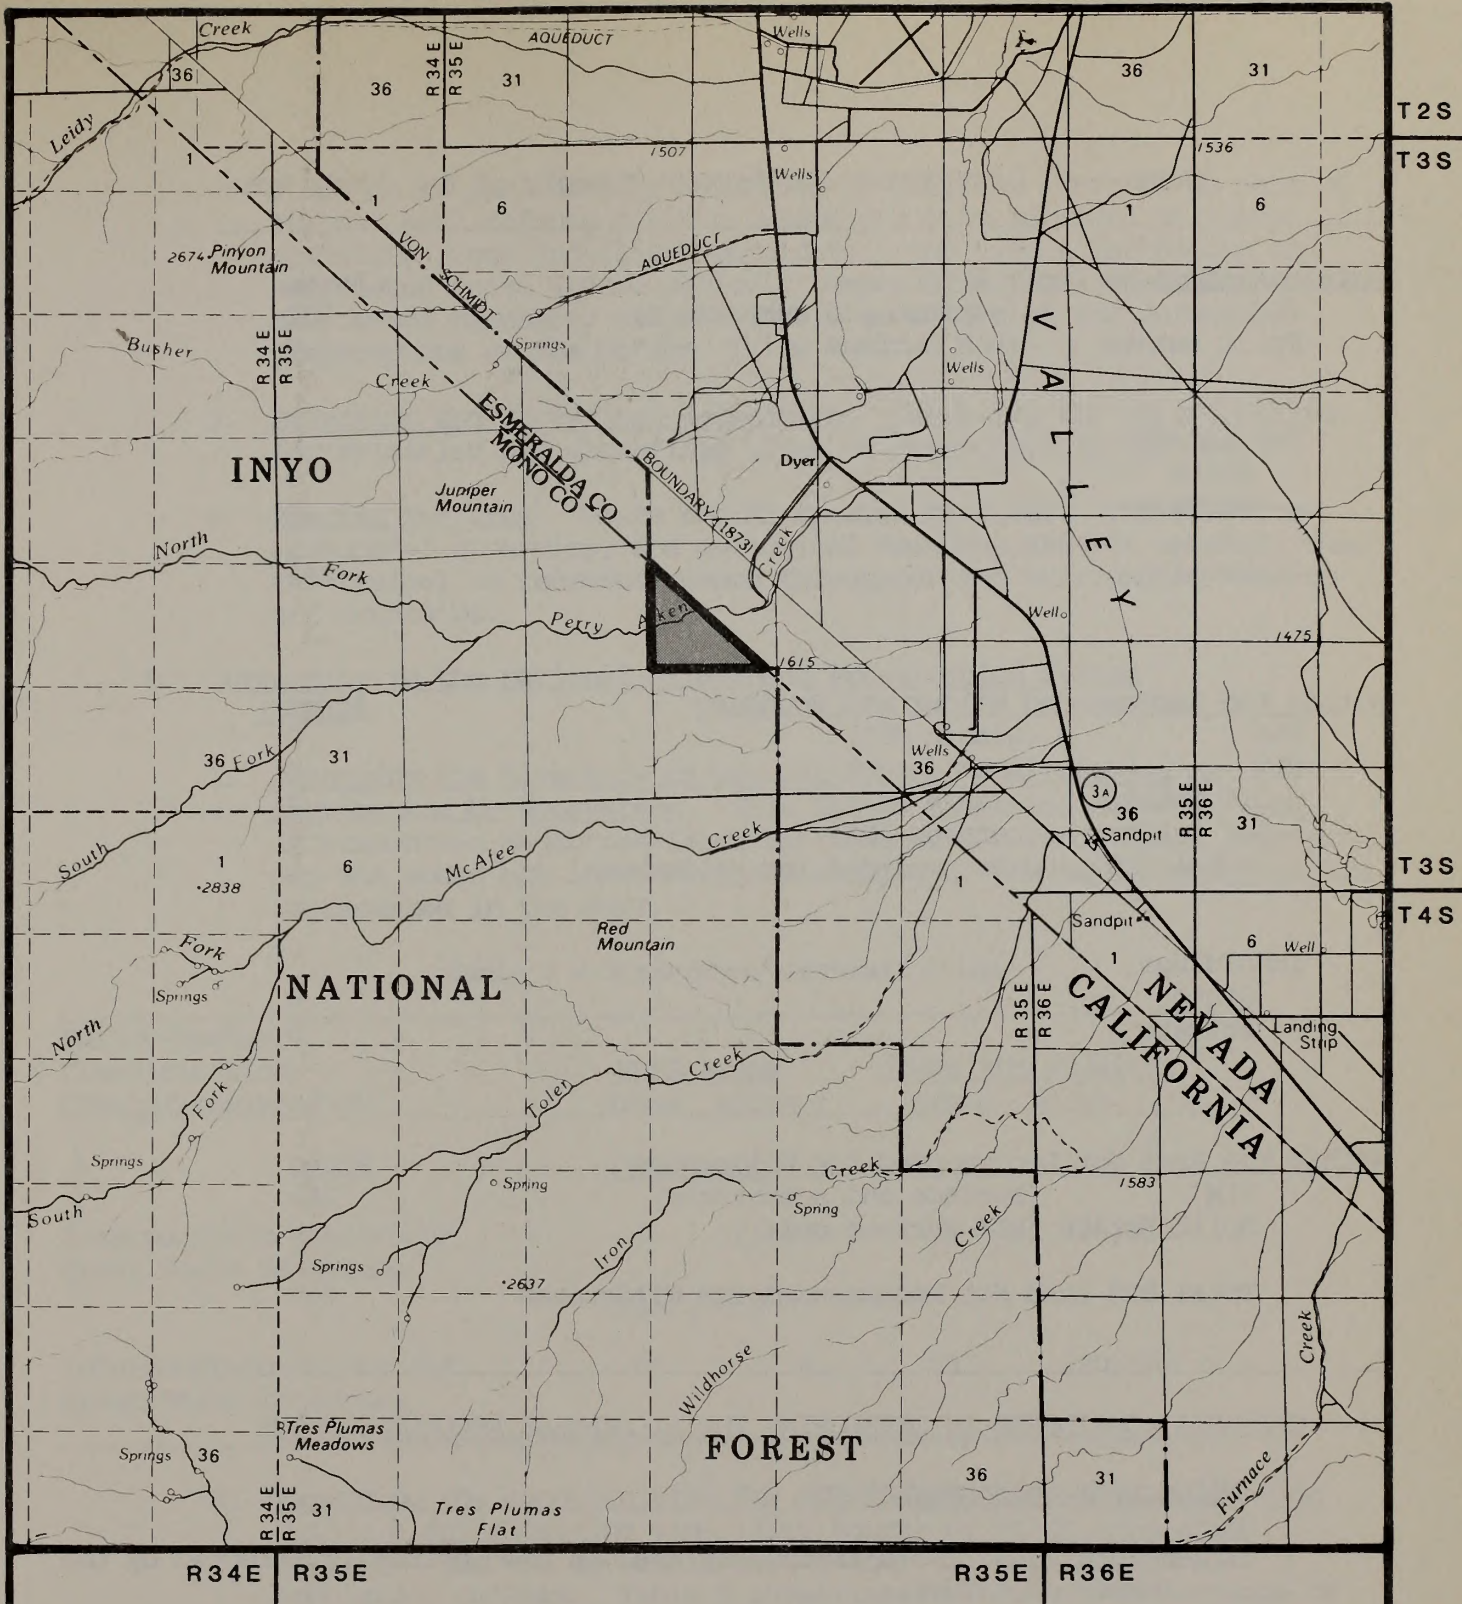 Creek
AQUEDUCT
Wells
36
36
R 34 E
R 35 E
31
36
31
T2S
Leidy
1
1507
1536
T3S
Wells
1
6
1
6
2674
Pinyon
Mountain
VON SCHMIDT
AQUEDUCT
V A L L E Y
Busher
R 34 E
R 35 E
Springs
Creek
Wells
ESMERALDA CO
MONO CO
INYO
BOUNDARY (1873)
Dyer
Juniper
Mountain
North
Fork
Creek
Perry Aiken
Well
1475
1615
36
Fork
31
Wells
36
3A
36
Sandpit
R 35 E
R 36 E
31
South
1
2838
6
McAfee
Creek
1
T3S
T4S
Red
Mountain
Sandpit
6
Well
Fork
Springs
NATIONAL
R 35 E
R 36 E
1
NEVADA
CALIFORNIA
North
Landing
Strip
Fork
Toler
Creek
Springs
South
Spring
Creek
Spring
1583
Creek
Springs
Iron
2637
Creek
Wildhorse
Tres Plumas
Meadows
FOREST
Springs
36
36
31
R 34 E
R 35 E
31
Tres Plumas
Flat
Furnace
R34E
R35E
R35E
R36E